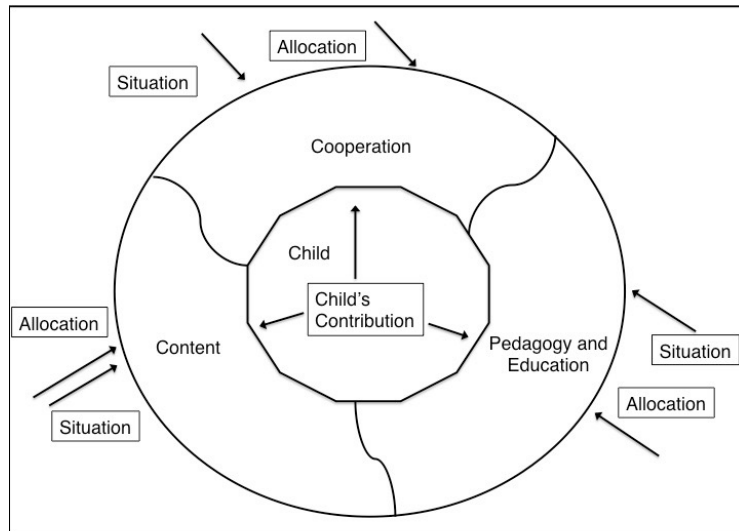 Allocation
Situation
Cooperation
Child
Child's
Contribution
Allocation
Content
Pedagogy and
Education
Situation
Allocation
Situation